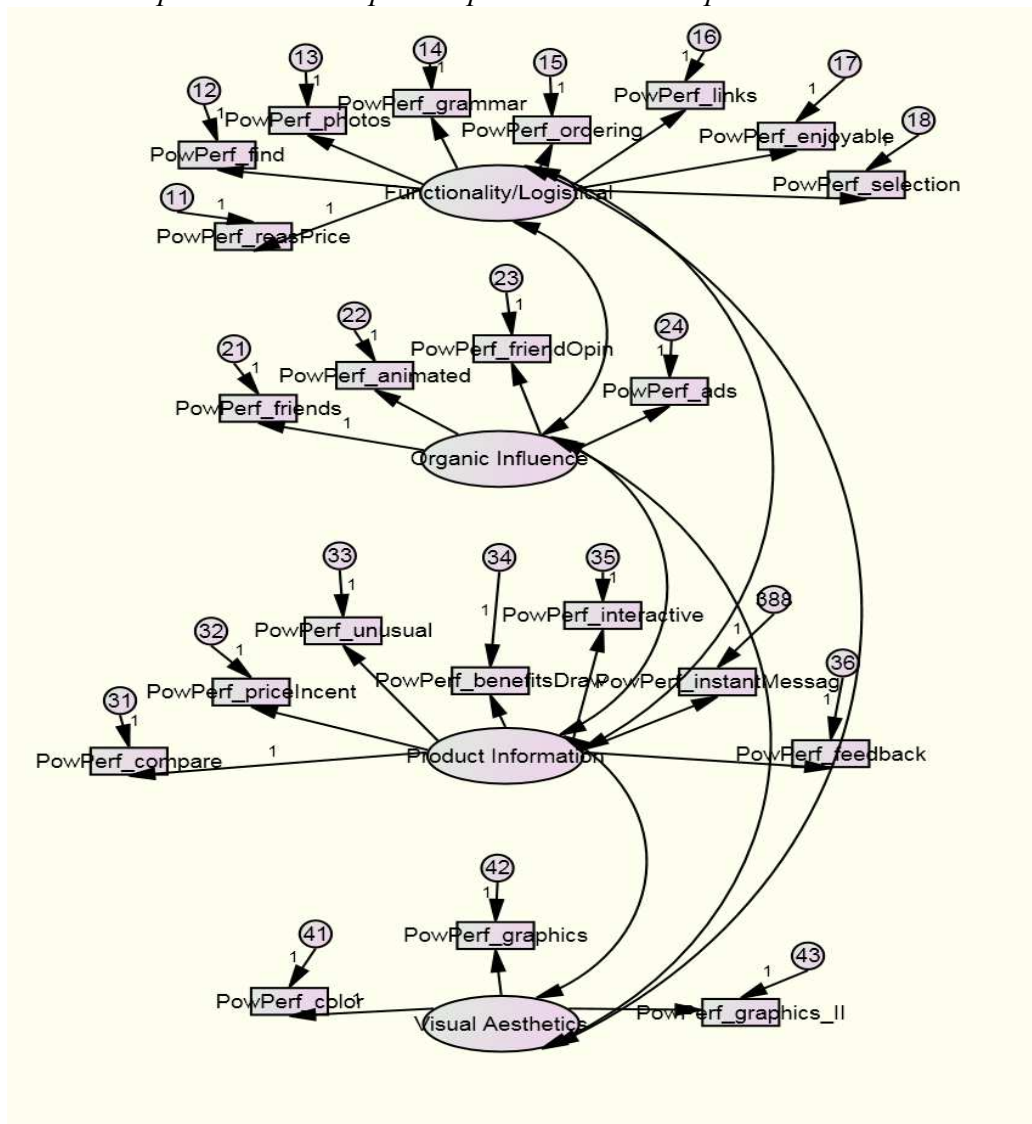 16
14
13
15
17
1
1
12
1
1
1
PowPerf_links
18
PowPerf_grammar
1
PowPerf_photos
PowPerf_ordering
PowPerf_enjoyable
PowPerf_find
PowPerf_selection
11
Functionality/Logistical
1
1
PowPerf_reasPrice
23
22
1
24
21
1
PowPerf_friendOpin
1
1
PowPerf_animated
PowPerf_ads
PowPerf_friends
1
Organic Influence
33
34
35
1
1
388
1
PowPerf_interactive
32
PowPerf_unusual
1
1
36
31
PowPerf_priceIncent
PowPerf_benefitsDraw
PowPerf_instantMessag
1
1
PowPerf_compare
1
Product Information
PowPerf_feedback
42
1
41
PowPerf_graphics
1
43
1
PowPerf_color
1
PowPerf_graphics_II
Visual Aesthetics